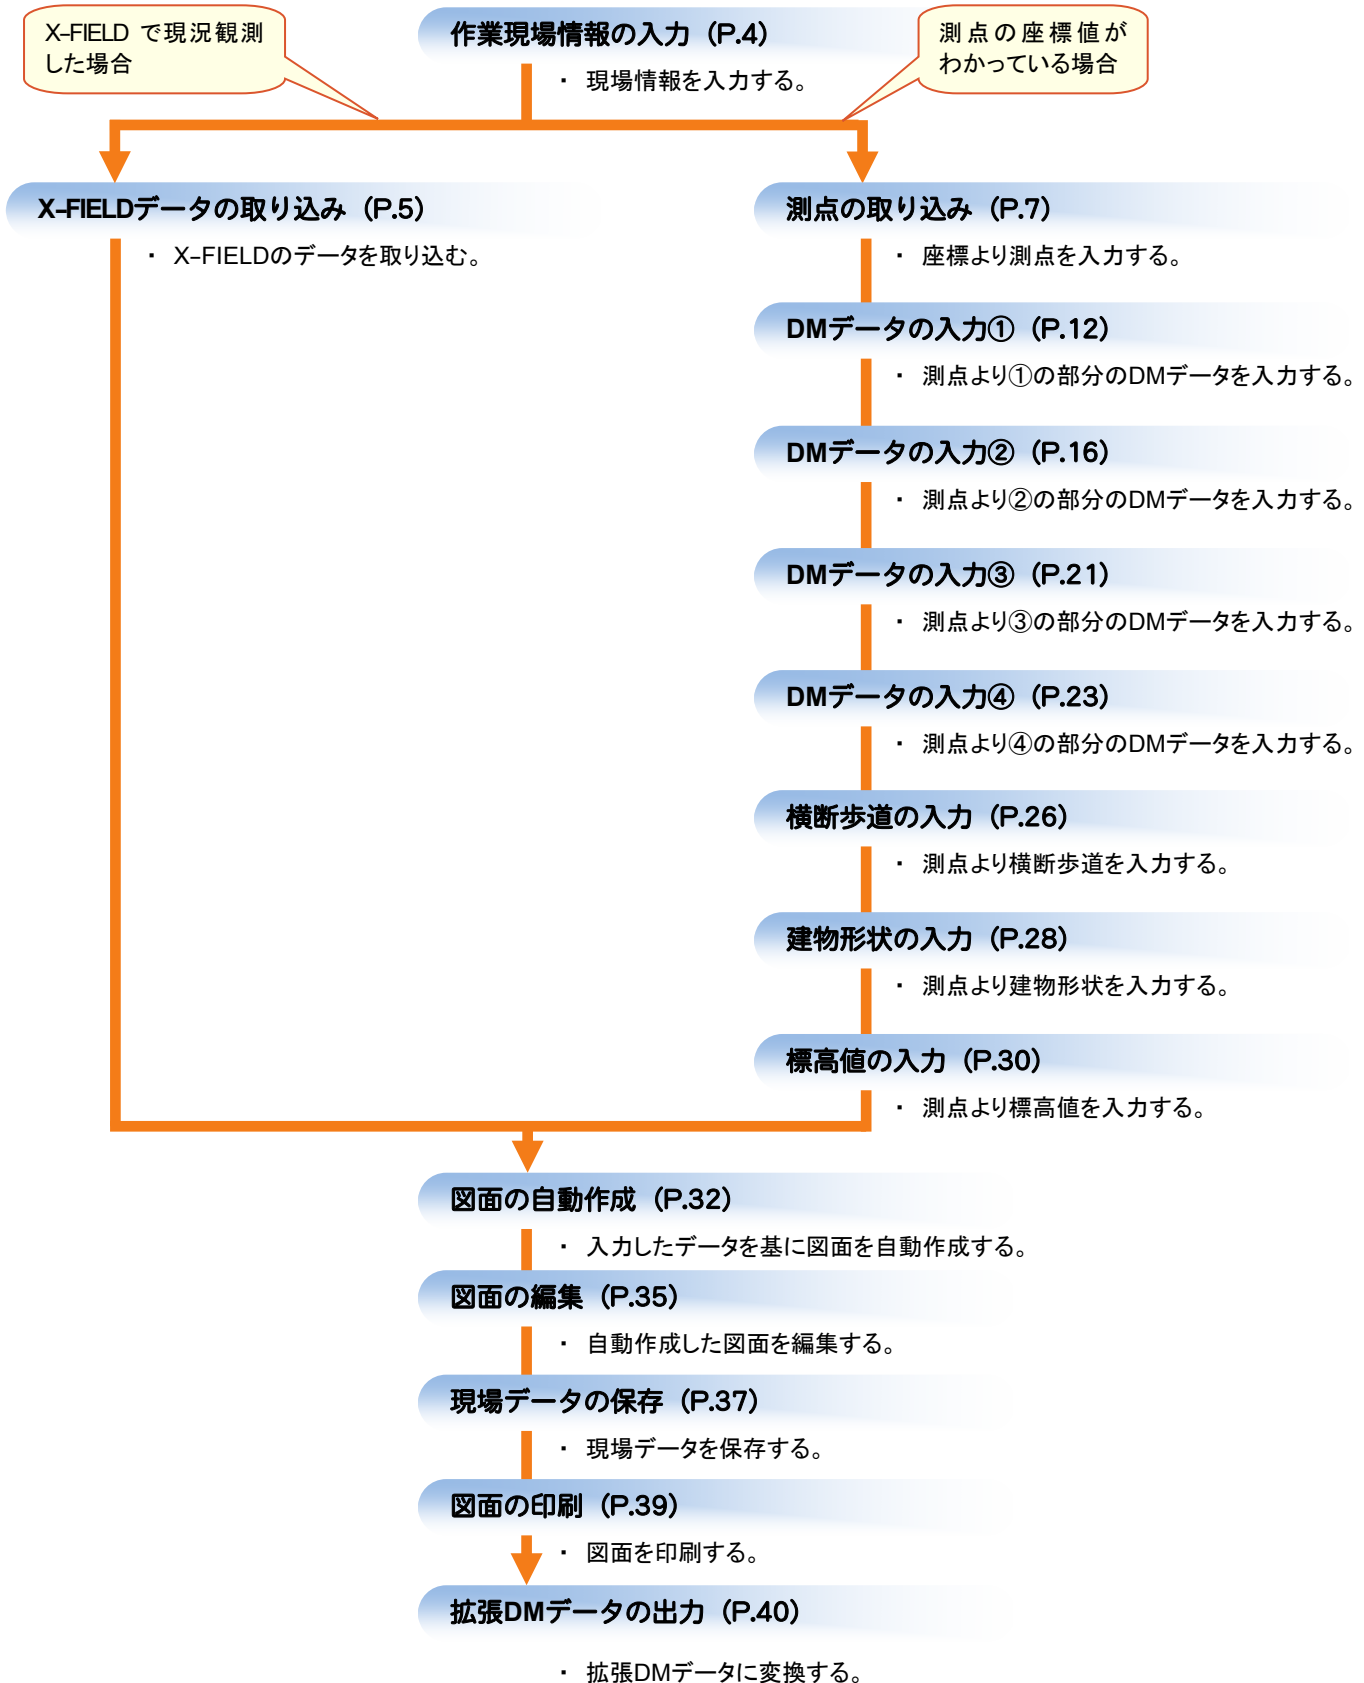 X-FIELD で現況観測
した場合
作業現場情報の入力（P.4）
・ 現場情報を入力する。
測点の座標値が
わかっている場合
X-FIELDデータの取り込み（P.5）
・ X-FIELDのデータを取り込む。
測点の取り込み（P.7）
・ 座標より測点を入力する。
DMデータの入力①（P.12）
・ 測点より①の部分のDMデータを入力する。
DMデータの入力②（P.16）
・ 測点より②の部分のDMデータを入力する。
DMデータの入力③（P.21）
・ 測点より③の部分のDMデータを入力する。
DMデータの入力④（P.23）
・ 測点より④の部分のDMデータを入力する。
横断歩道の入力（P.26）
・ 測点より横断歩道を入力する。
建物形状の入力（P.28）
・ 測点より建物形状を入力する。
標高値の入力（P.30）
・ 測点より標高値を入力する。
図面の自動作成（P.32）
・ 入力したデータを基に図面を自動作成する。
図面の編集（P.35）
・ 自動作成した図面を編集する。
現場データの保存（P.37）
・ 現場データを保存する。
図面の印刷（P.39）
・ 図面を印刷する。
拡張DMデータの出力（P.40）
・ 拡張DMデータに変換する。